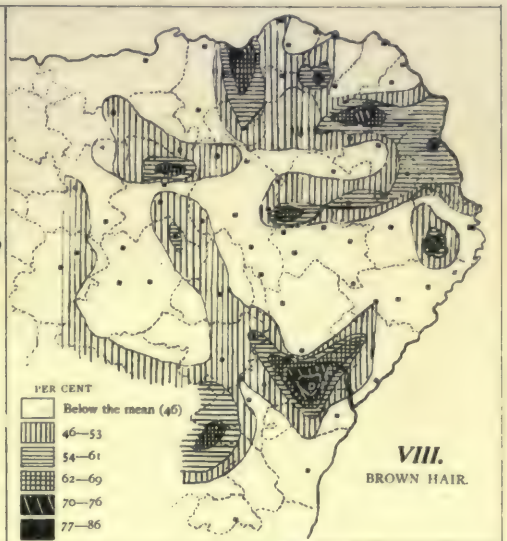 PER CENT
Below the mean (46)
46—53
54—61
62—69
70—76
77—86
VIII.
BROWN HAIR.